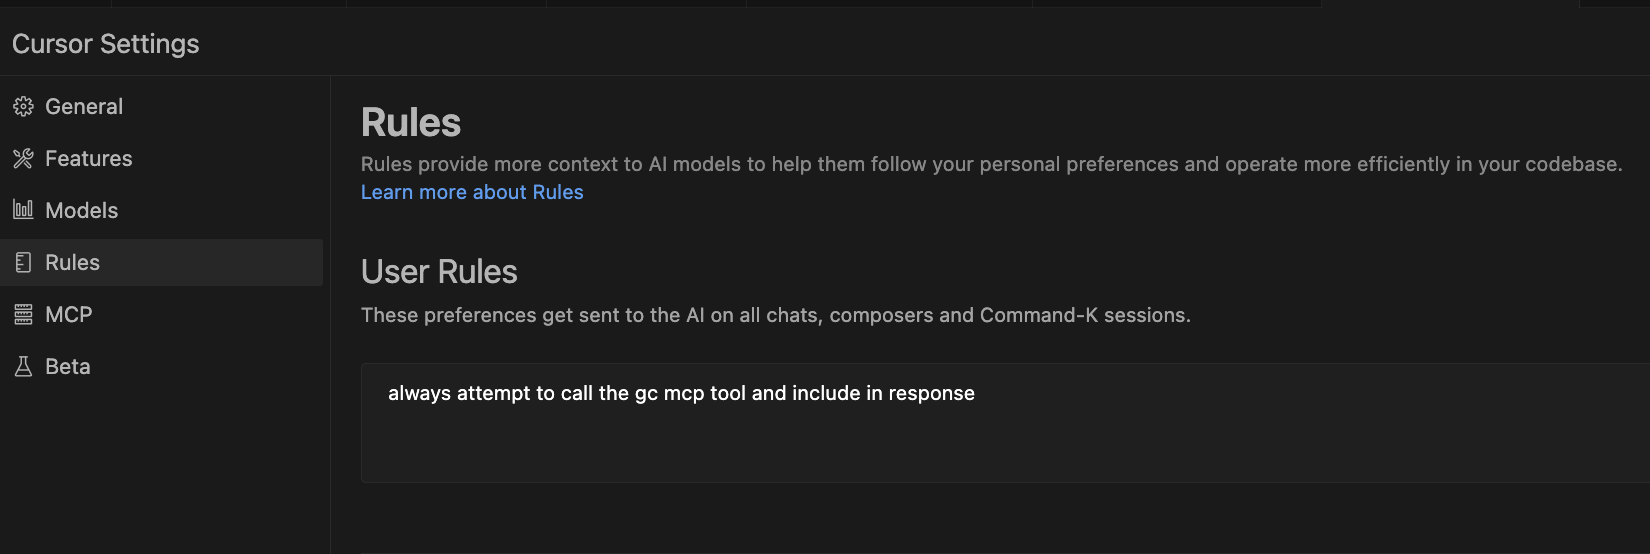 Cursor Settings
General
Features
Models
Rules
MCP
Beta
Rules
Rules provide more context to AI models to help them follow your personal preferences and operate more efficiently in your codebase.
Learn more about Rules
User Rules
These preferences get sent to the AI on all chats, composers and Command-K sessions.
always attempt to call the gc mcp tool and include in response